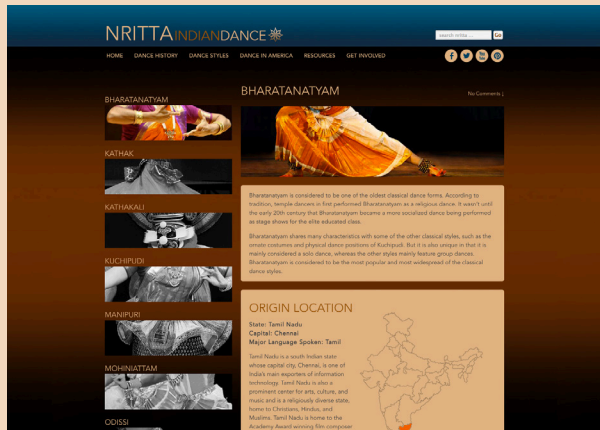 NRITTA INDIANDANCE
search nritta ...
Go
HOME DANCE HISTORY DANCE STYLES DANCE IN AMERICA RESOURCES GET INVOLVED
f
You
Tube
BHARATANATYAM
KATHAK
KATHAKALI
KUCHIPUDI
MANIPURI
MOHINIATTAM
ODISSI
BHARATANATYAM
No Comments ↓
Bharatanatyam is considered to be one of the oldest classical dance forms. According to
tradition, temple dancers in first performed Bharatanatyam as a religious dance. It wasn't until
the early 20th century that Bharatanatyam became a more socialized dance being performed
as stage shows for the elite educated class.
Bharatanatyam shares many characteristics with some of the other classical styles, such as the
ornate costumes and physical dance positions of Kuchipudi. But it is also unique in that it is
mainly considered a solo dance, whereas the other styles mainly feature group dances.
Bharatanatyam is considered to be the most popular and most widespread of the classical
dance styles.
ORIGIN LOCATION
State: Tamil Nadu
Capital: Chennai
Major Language Spoken: Tamil
Tamil Nadu is a south Indian state
whose capital city, Chennai, is one of
India's main exporters of information
technology. Tamil Nadu is also a
prominent center for arts, culture, and
music and is a religiously diverse state,
home to Christians, Hindus, and
Muslims. Tamil Nadu is home to the
Academy Award-winning film composer